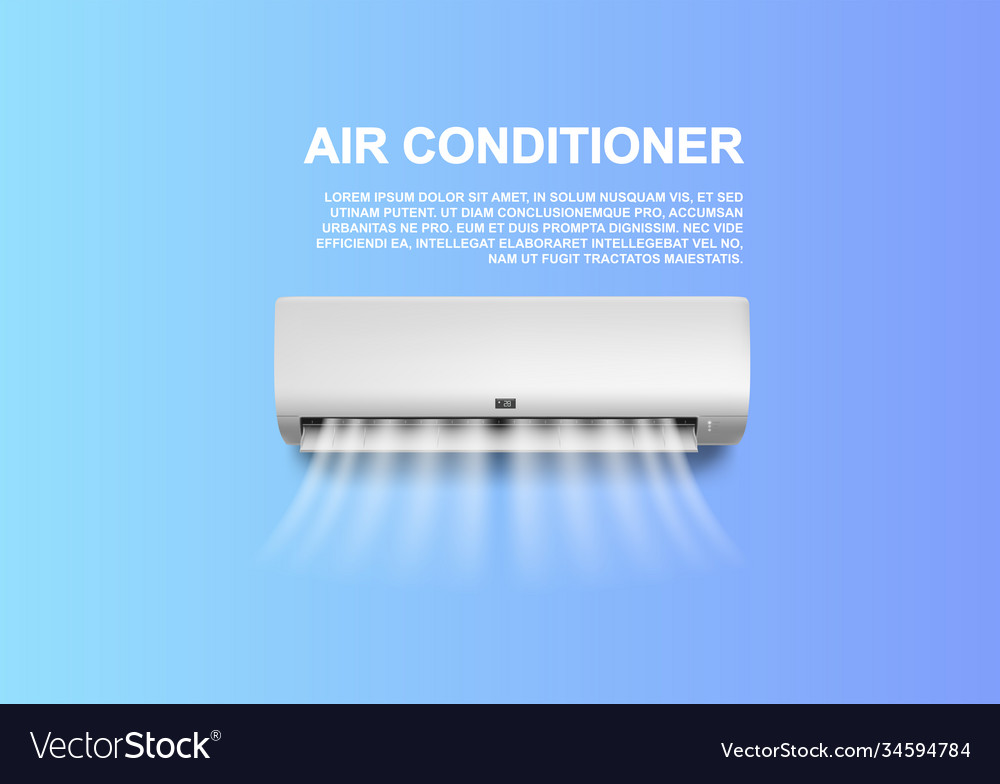 AIR CONDITIONER
LOREM IPSUM DOLOR SIT AMET, IN SOLUM NUSQUAM VIS, ET SED
UTINAM PUTENT. UT DIAM CONCLUSIONEMQUE PRO, ACCUMSAN
URBANITAS NE PRO. EUM ET DUIS PROMPTA DIGNISSIM. NEC VIDE
EFFICIENDI EA, INTELLEGAT ELABORARET INTELLEGEBAT VEL NO,
NAM UT FUGIT TRACTATOS MAIESTATIS.
28
VectorStock®
VectorStock.com/34594784